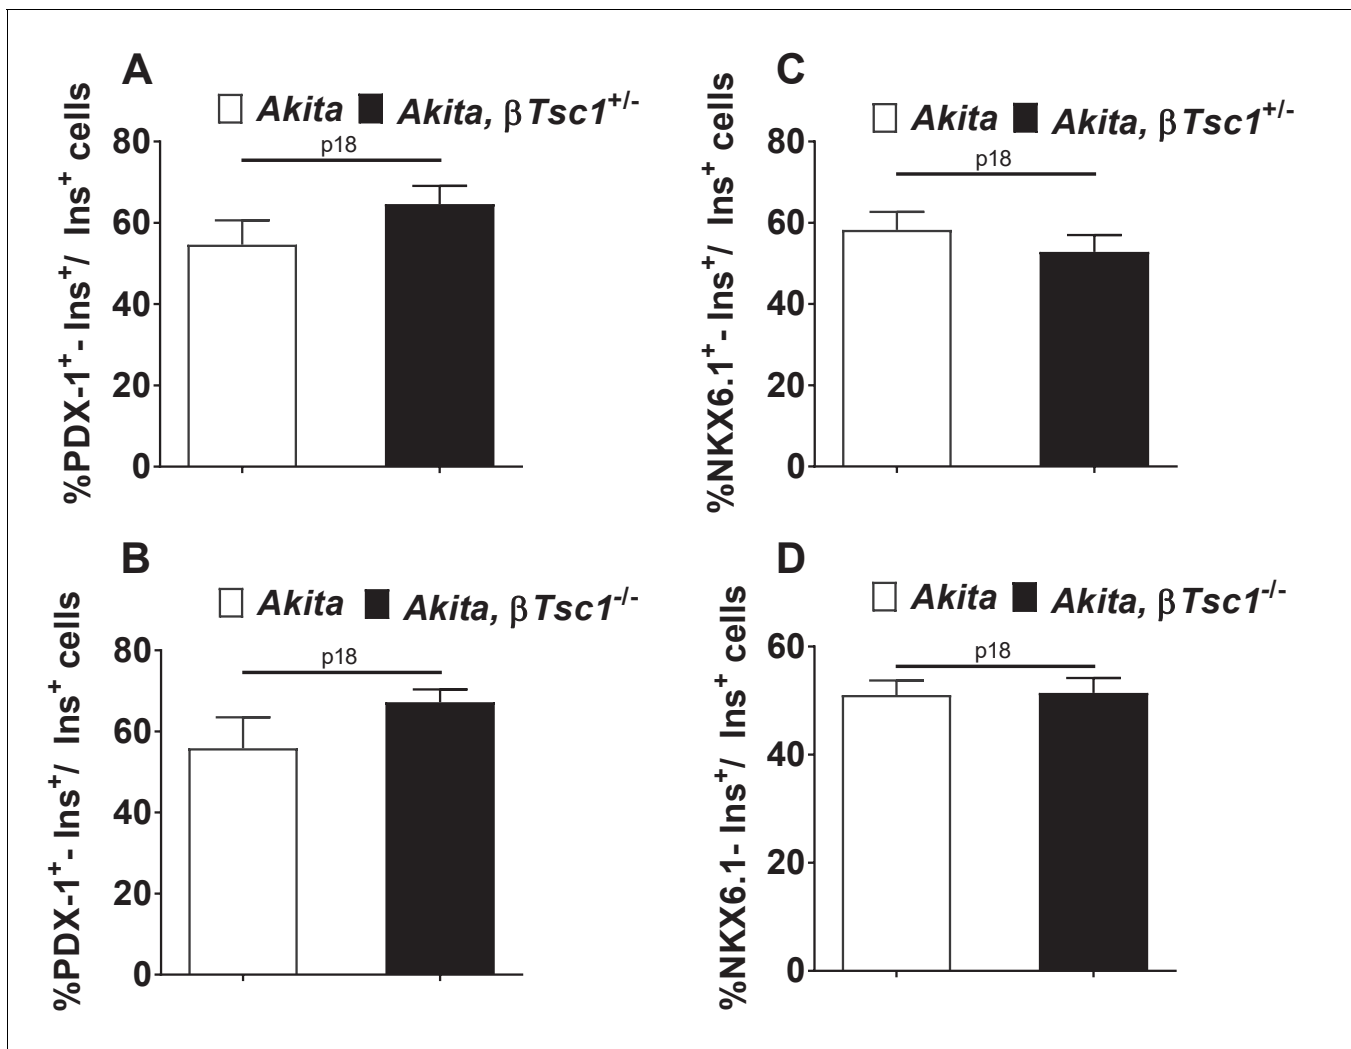 A
Akita Akita, βTsc1+/-
%PDX-1+- Ins+/ Ins+ cells
80
60
40
20
0
p18
C
Akita Akita, βTsc1+/-
%NKX6.1+- Ins+/ Ins+ cells
80
60
40
20
0
p18
B
Akita Akita, βTsc1-/-
%PDX-1+- Ins+/ Ins+ cells
80
60
40
20
0
p18
D
Akita Akita, βTsc1-/-
%NKX6.1- Ins+/ Ins+ cells
60
40
20
0
p18